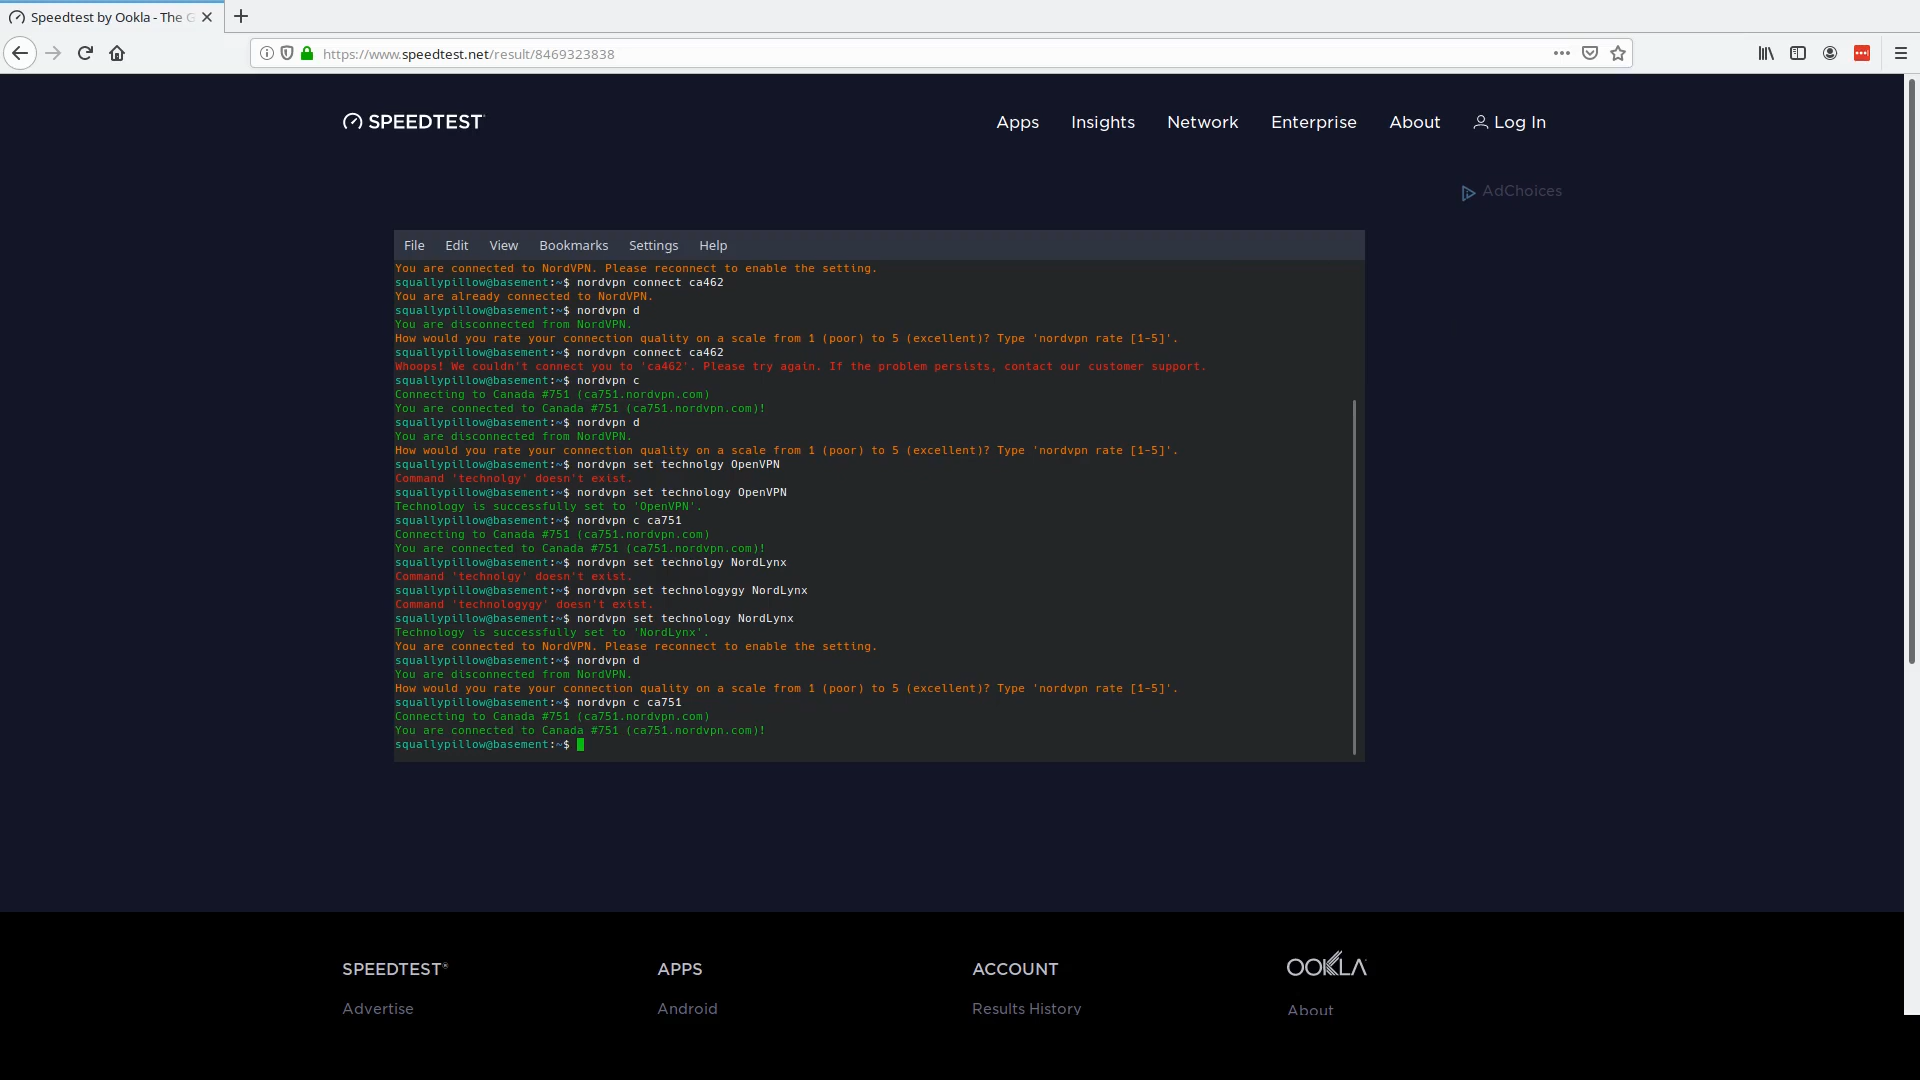 Speedtest by Ookla - The G
https://www.speedtest.net/result/8469323838
SPEEDTEST
Apps Insights Network Enterprise About Log In
AdChoices
File Edit View Bookmarks Settings Help
You are connected to NordVPN. Please reconnect to enable the setting.
squallypillow@basement:~$ nordvpn connect ca462
You are already connected to NordVPN.
squallypillow@basement:~$ nordvpn d
You are disconnected from NordVPN.
How would you rate your connection quality on a scale from 1 (poor) to 5 (excellent)? Type 'nordvpn rate [1-5]'.
squallypillow@basement:~$ nordvpn connect ca462
Whoops! We couldn't connect you to 'ca462'. Please try again. If the problem persists, contact our customer support.
squallypillow@basement:~$ nordvpn c
Connecting to Canada #751 (ca751.nordvpn.com)
You are connected to Canada #751 (ca751.nordvpn.com)!
squallypillow@basement:~$ nordvpn d
You are disconnected from NordVPN.
How would you rate your connection quality on a scale from 1 (poor) to 5 (excellent)? Type 'nordvpn rate [1-5]'.
squallypillow@basement:~$ nordvpn set technolgy OpenVPN
Command 'technolgy' doesn't exist.
squallypillow@basement:~$ nordvpn set technology OpenVPN
Technology is successfully set to 'OpenVPN'.
squallypillow@basement:~$ nordvpn c ca751
Connecting to Canada #751 (ca751.nordvpn.com)
You are connected to Canada #751 (ca751.nordvpn.com)!
squallypillow@basement:~$ nordvpn set technolgy NordLynx
Command 'technolgy' doesn't exist.
squallypillow@basement:~$ nordvpn set technologygy NordLynx
Command 'technologygy' doesn't exist.
squallypillow@basement:~$ nordvpn set technology NordLynx
Technology is successfully set to 'NordLynx'.
You are connected to NordVPN. Please reconnect to enable the setting.
squallypillow@basement:~$ nordvpn d
You are disconnected from NordVPN.
How would you rate your connection quality on a scale from 1 (poor) to 5 (excellent)? Type 'nordvpn rate [1-5]'.
squallypillow@basement:~$ nordvpn c ca751
Connecting to Canada #751 (ca751.nordvpn.com)
You are connected to Canada #751 (ca751.nordvpn.com)!
squallypillow@basement:~$
SPEEDTEST® APPS ACCOUNT OOKLA
Advertise Android Results History About